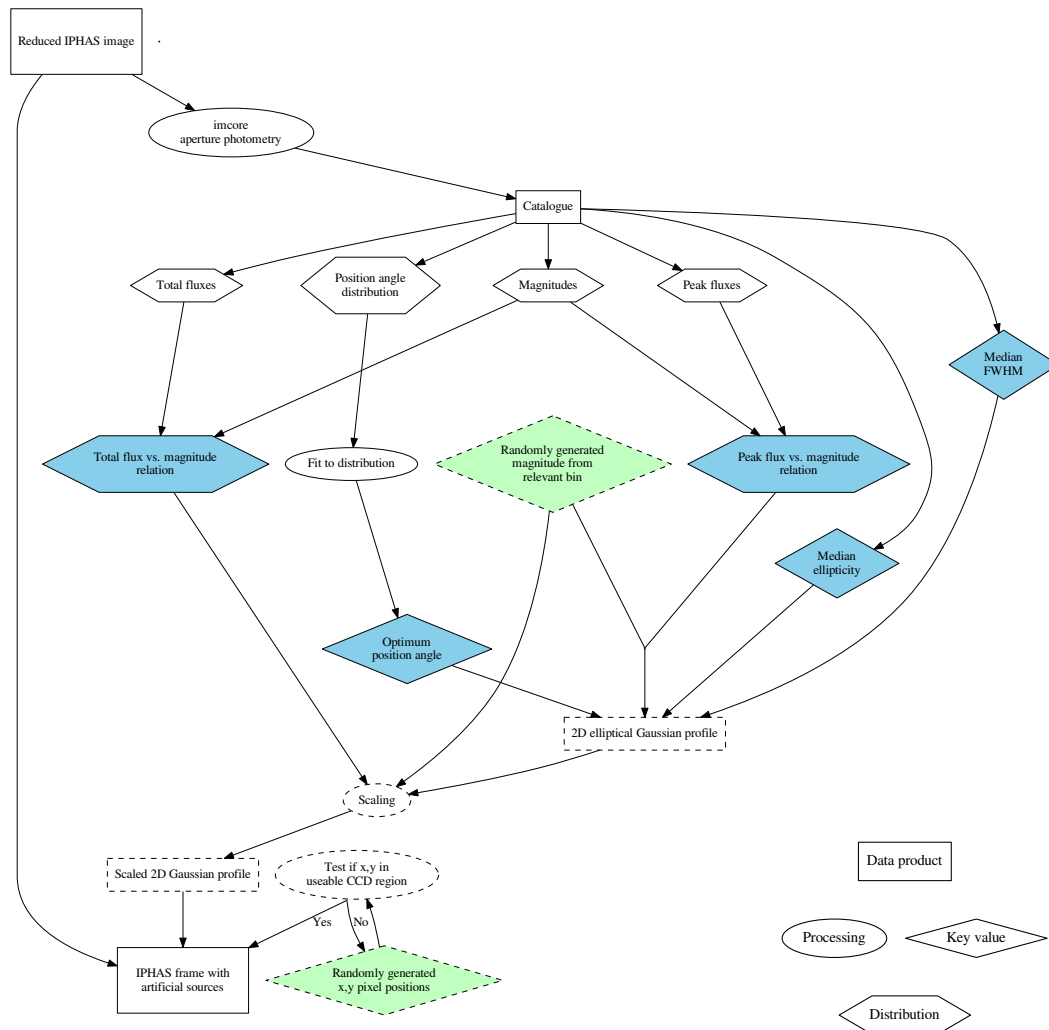 Reduced IPHAS image
.
imcore
aperture photometry
Catalogue
Total fluxes
Position angle
distribution
Magnitudes
Peak fluxes
Median
FWHM
Total flux vs. magnitude
relation
Fit to distribution
Randomly generated
magnitude from
relevant bin
Peak flux vs. magnitude
relation
Median
ellipticity
Optimum
position angle
2D elliptical Gaussian profile
Scaling
Scaled 2D Gaussian profile
Test if x,y in
useable CCD region
Data product
Yes
No
Processing
Key value
IPHAS frame with
artificial sources
Randomly generated
x,y pixel positions
Distribution